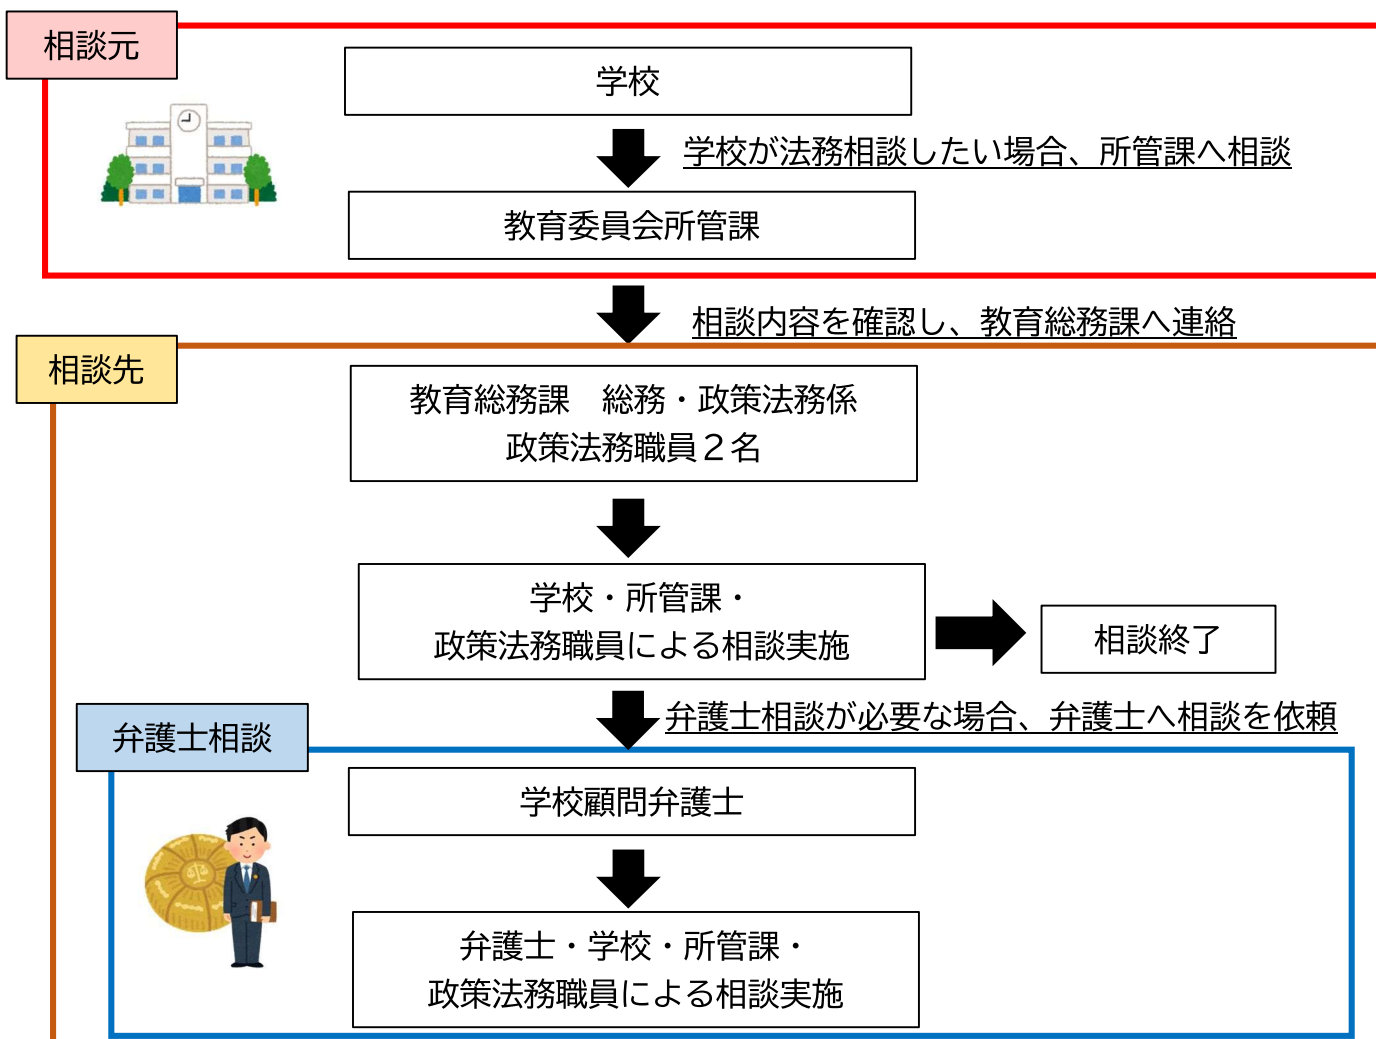 相談元
学校
学校が法務相談したい場合、所管課へ相談
教育委員会所管課
相談内容を確認し、教育総務課へ連絡
相談先
教育総務課　総務・政策法務係
政策法務職員２名
学校・所管課・
政策法務職員による相談実施
相談終了
弁護士相談が必要な場合、弁護士へ相談を依頼
弁護士相談
学校顧問弁護士
弁護士・学校・所管課・
政策法務職員による相談実施